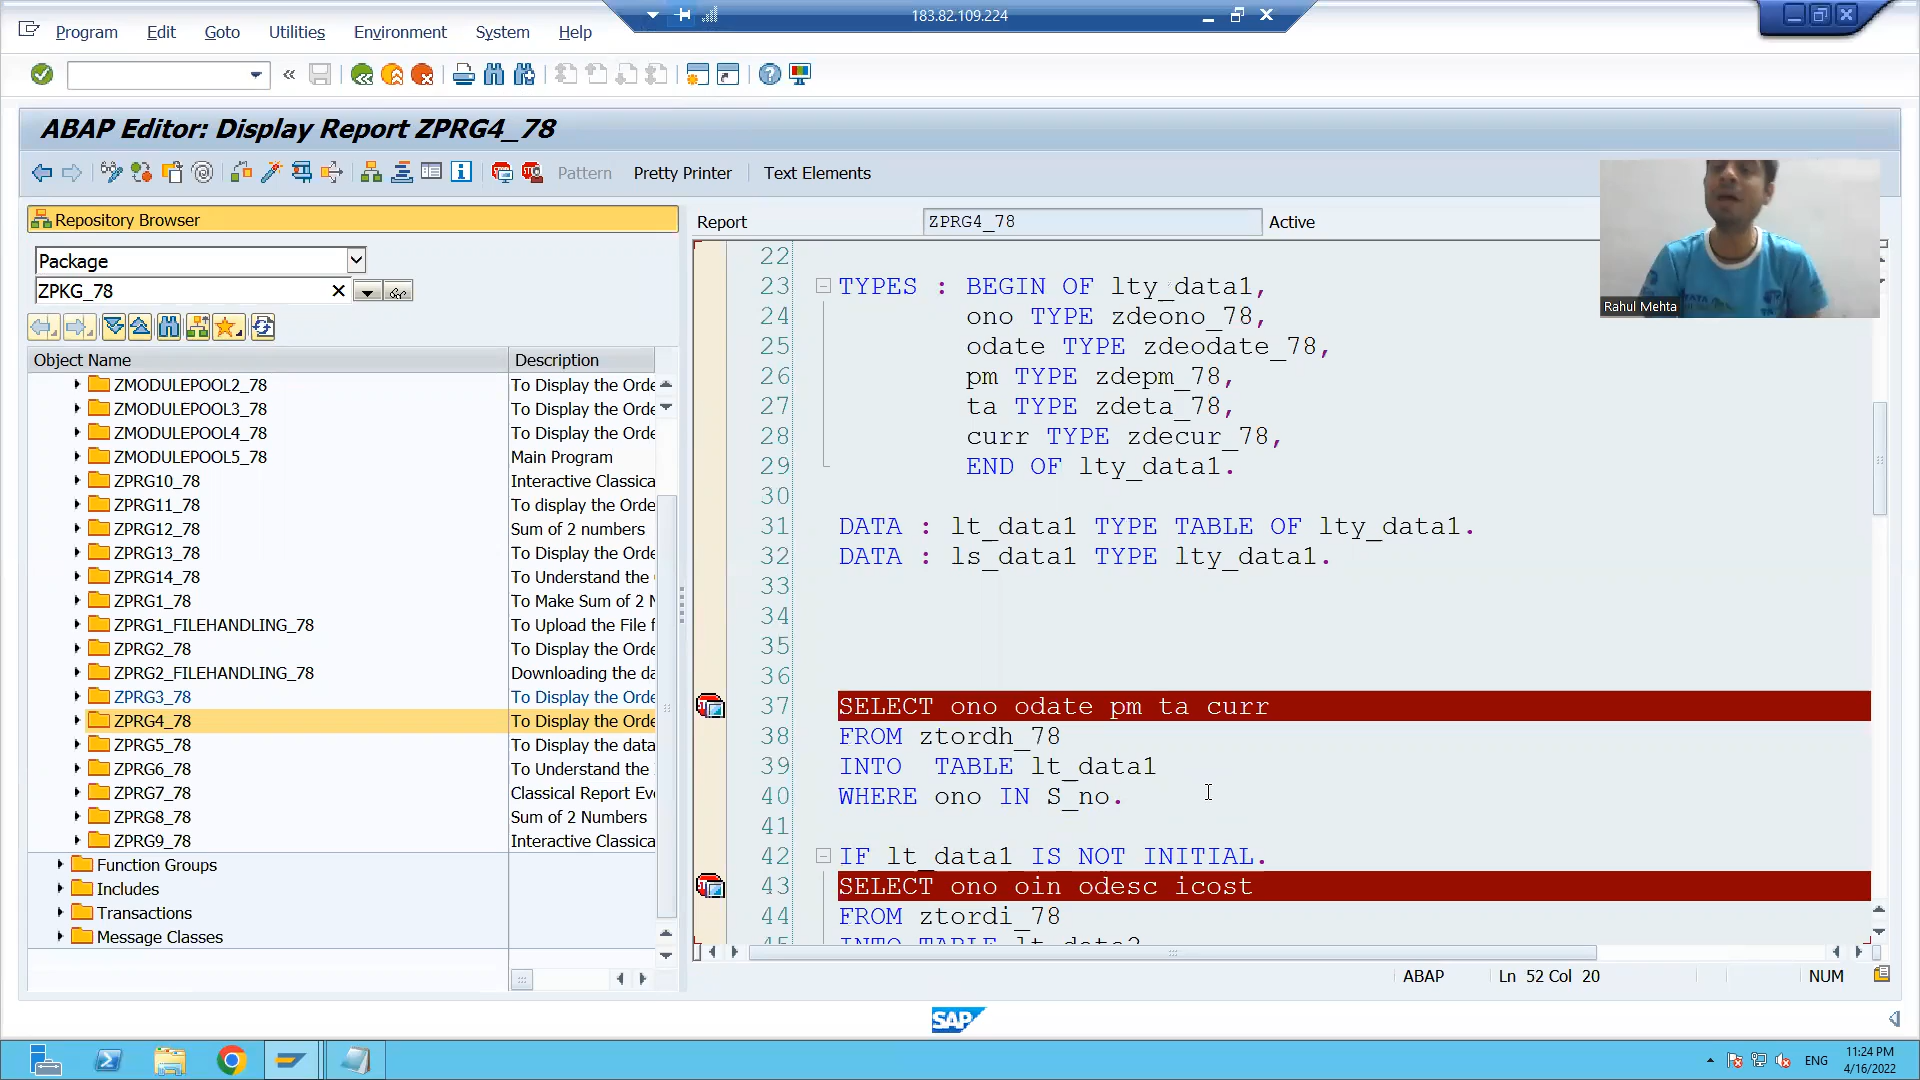 183.82.109.224
Program Edit Goto Utilities Environment System Help
ABAP Editor: Display Report ZPRG4_78
Pattern Pretty Printer Text Elements
Repository Browser
Package
ZPKG_78
Object Name Description
ZMODULEPOOL2_78 To Display the Orde
ZMODULEPOOL3_78 To Display the Orde
ZMODULEPOOL4_78 To Display the Orde
ZMODULEPOOL5_78 Main Program
ZPRG10_78 Interactive Classica
ZPRG11_78 To display the Orde
ZPRG12_78 Sum of 2 numbers
ZPRG13_78 To Display the Orde
ZPRG14_78 To Understand the
ZPRG1_78 To Make Sum of 2 N
ZPRG1_FILEHANDLING_78 To Upload the File f
ZPRG2_78 To Display the Orde
ZPRG2_FILEHANDLING_78 Downloading the da
ZPRG3_78 To Display the Orde
ZPRG4_78 To Display the Orde
ZPRG5_78 To Display the data
ZPRG6_78 To Understand the
ZPRG7_78 Classical Report Eve
ZPRG8_78 Sum of 2 Numbers
ZPRG9_78 Interactive Classica
Function Groups
Includes
Transactions
Message Classes
Report ZPRG4_78 Active
Rahul Mehta
22
23 TYPES : BEGIN OF lty_data1,
24 ono TYPE zdeono_78,
25 odate TYPE zdeodate_78,
26 pm TYPE zdepm_78,
27 ta TYPE zdeta_78,
28 curr TYPE zdecur_78,
29 END OF lty_data1.
30
31 DATA : lt_data1 TYPE TABLE OF lty_data1.
32 DATA : ls_data1 TYPE lty_data1.
33
34
35
36
37 SELECT ono odate pm ta curr
38 FROM ztordh_78
39 INTO  TABLE lt_data1
40 WHERE ono IN S_no.
41
42 IF lt_data1 IS NOT INITIAL.
43 SELECT ono oin odesc icost
44 FROM ztordi_78
45 INTO TABLE lt_data2
ABAP Ln 52 Col 20 NUM
SAP
ENG
11:24 PM
4/16/2022